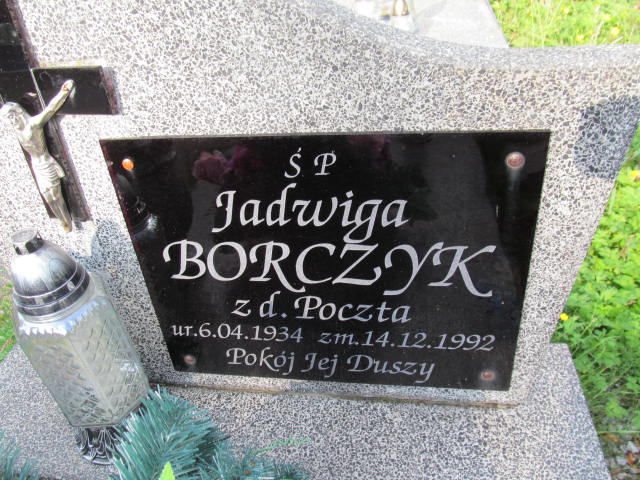 Ś P
Jadwiga
BORCZYK
z d. Poczta
ur.6.04.1934 zm.14.12.1992
Pokój Jej Duszy